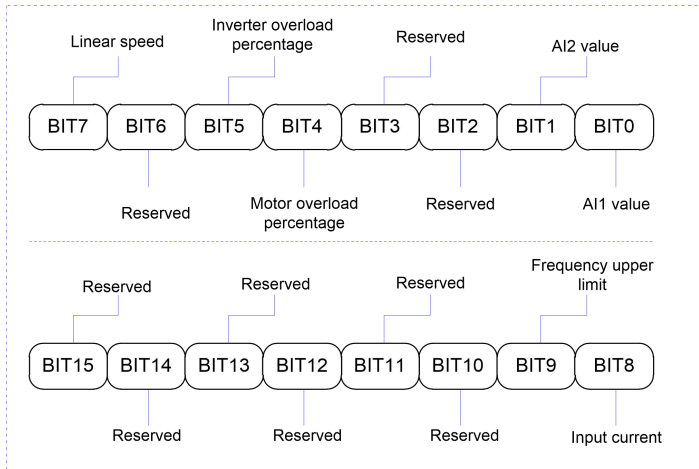 Inverter overload
percentage
Linear speed
Reserved
AI2 value
BIT7 BIT6 BIT5 BIT4 BIT3 BIT2 BIT1 BIT0
Reserved
Motor overload
percentage
Reserved
AI1 value
Frequency upper
limit
Reserved
Reserved
Reserved
BIT15 BIT14 BIT13 BIT12 BIT11 BIT10 BIT9 BIT8
Reserved
Reserved
Reserved
Input current